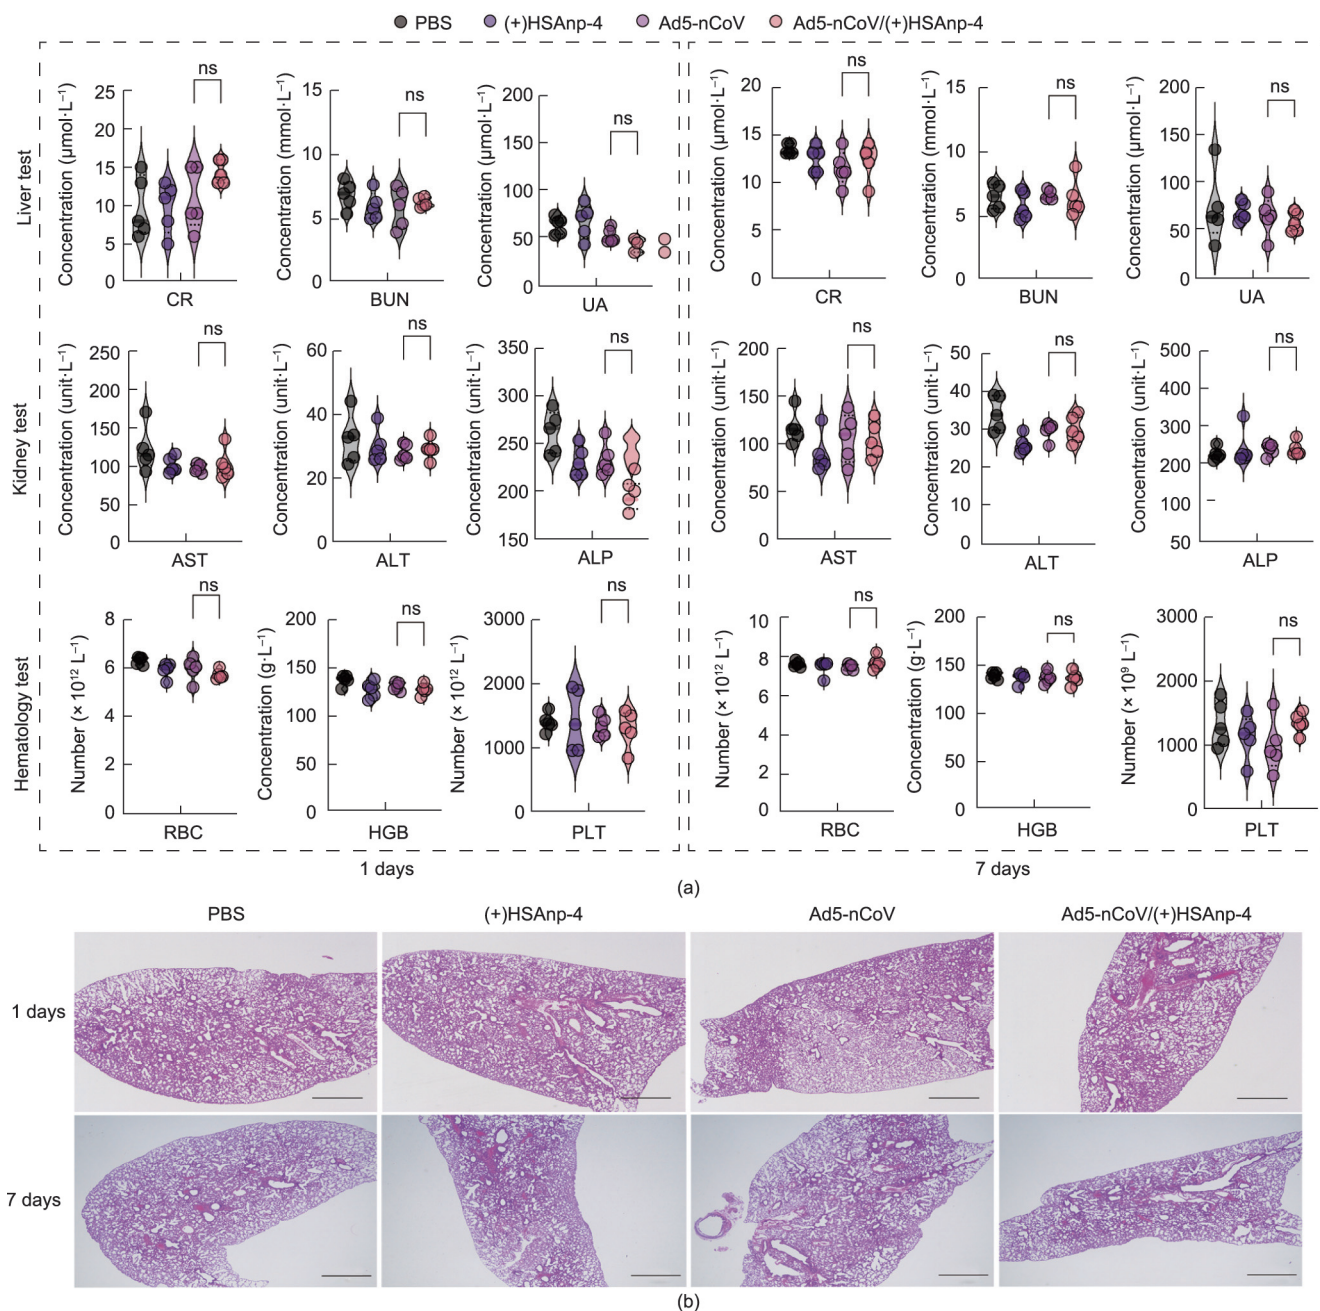 PBS (+)HSAnp-4 Ad5-nCoV Ad5-nCoV/(+)HSAnp-4
Liver test
Concentration (μmol·L⁻¹)
25
20
15
10
5
0
ns
CR
Concentration (mmol·L⁻¹)
15
10
5
0
ns
BUN
Concentration (μmol·L⁻¹)
200
150
100
50
0
ns
UA
Concentration (μmol·L⁻¹)
20
15
10
5
0
ns
CR
Concentration (mmol·L⁻¹)
15
10
5
0
ns
BUN
Concentration (μmol·L⁻¹)
200
150
100
50
0
ns
UA
Kidney test
Concentration (unit·L⁻¹)
250
200
150
100
50
0
ns
AST
Concentration (unit·L⁻¹)
60
40
20
0
ns
ALT
Concentration (unit·L⁻¹)
350
300
250
200
150
ns
ALP
Concentration (unit·L⁻¹)
200
150
100
50
0
ns
AST
Concentration (unit·L⁻¹)
50
40
30
20
10
0
ns
ALT
Concentration (unit·L⁻¹)
500
400
300
200
100
50
ns
ALP
Hematology test
Number (× 10¹² L⁻¹)
8
6
4
2
0
ns
RBC
Concentration (g·L⁻¹)
200
150
100
50
0
ns
HGB
Number (× 10¹² L⁻¹)
3000
2000
1000
0
ns
PLT
Number (× 10¹² L⁻¹)
10
8
6
4
2
0
ns
RBC
Concentration (g·L⁻¹)
200
150
100
50
0
ns
HGB
Number (× 10⁹ L⁻¹)
3000
2000
1000
0
ns
PLT
1 days
7 days
(a)
PBS (+)HSAnp-4 Ad5-nCoV Ad5-nCoV/(+)HSAnp-4
1 days
7 days
(b)